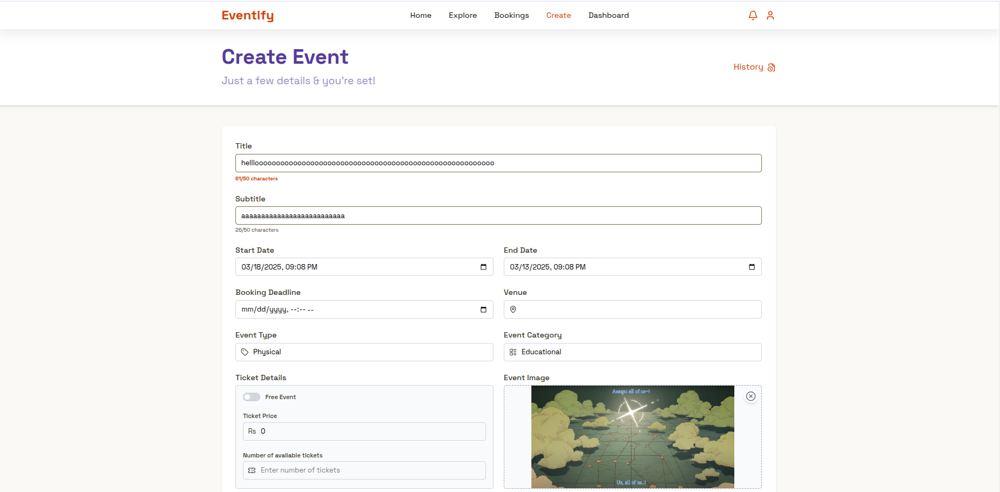 Eventify
Home Explore Bookings Create Dashboard
Create Event
History
Just a few details & you're set!
Title
61/50 characters
Subtitle
aaaaaaaaaaaaaaaaaaaaaaaaaa
26/50 characters
Start Date End Date
03/18/2025, 09:08 PM 03/13/2025, 09:08 PM
Booking Deadline Venue
mm/dd/yyyy, --:-- --
Event Type Event Category
Physical Educational
Ticket Details Event Image
Free Event
Ticket Price
Rs 0
Number of available tickets
Enter number of tickets
all of us~!
Us, all of us..!